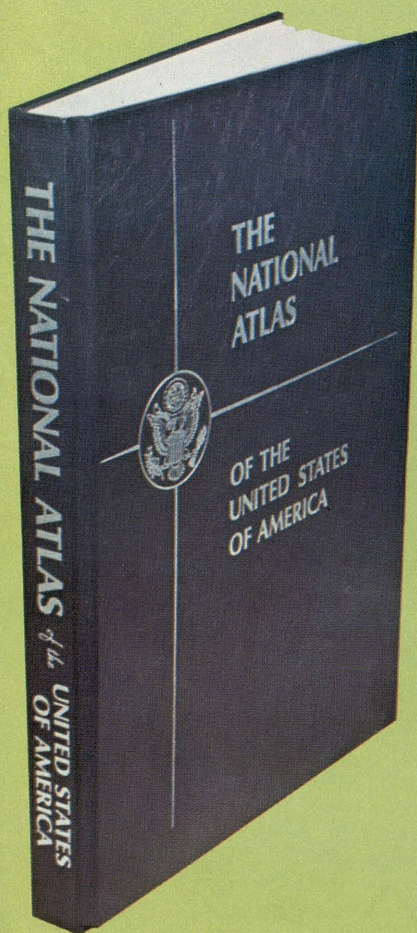 THE NATIONAL ATLAS of the UNITED STATES
OF AMERICA
THE
NATIONAL
ATLAS
OF THE
UNITED STATES
OF AMERICA